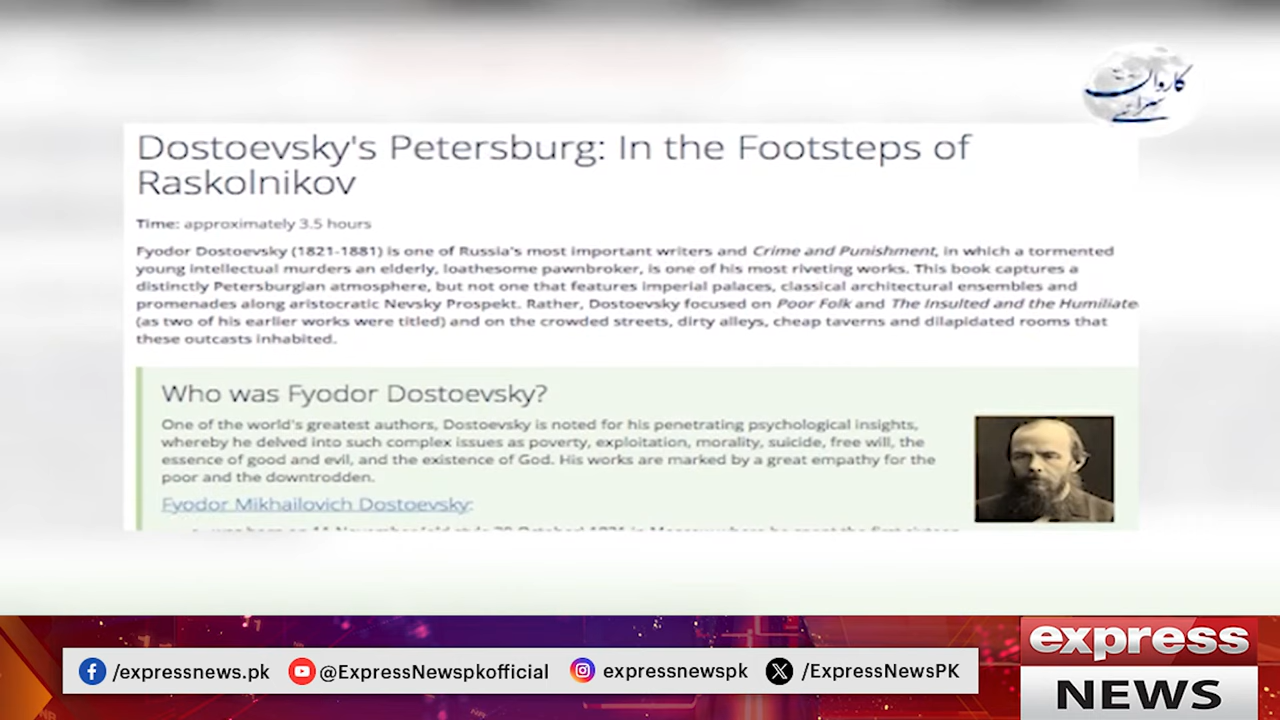 کاروان سرائے
Dostoevsky's Petersburg: In the Footsteps of
Raskolnikov
Time: approximately 3.5 hours
Fyodor Dostoevsky (1821-1881) is one of Russia's most important writers and Crime and Punishment, in which a tormented
young intellectual murders an elderly, loathesome pawnbroker, is one of his most riveting works. This book captures a
distinctly Petersburgian atmosphere, but not one that features imperial palaces, classical architectural ensembles and
promenades along aristocratic Nevsky Prospekt. Rather, Dostoevsky focused on Poor Folk and The Insulted and the Humiliate
(as two of his earlier works were titled) and on the crowded streets, dirty alleys, cheap taverns and dilapidated rooms that
these outcasts inhabited.
Who was Fyodor Dostoevsky?
One of the world's greatest authors, Dostoevsky is noted for his penetrating psychological insights,
whereby he delved into such complex issues as poverty, exploitation, morality, suicide, free will, the
essence of good and evil, and the existence of God. His works are marked by a great empathy for the
poor and the downtrodden.
Fyodor Mikhailovich Dostoevsky:
/expressnews.pk @ExpressNewspkofficial expressnewspk /ExpressNewsPK
express
NEWS